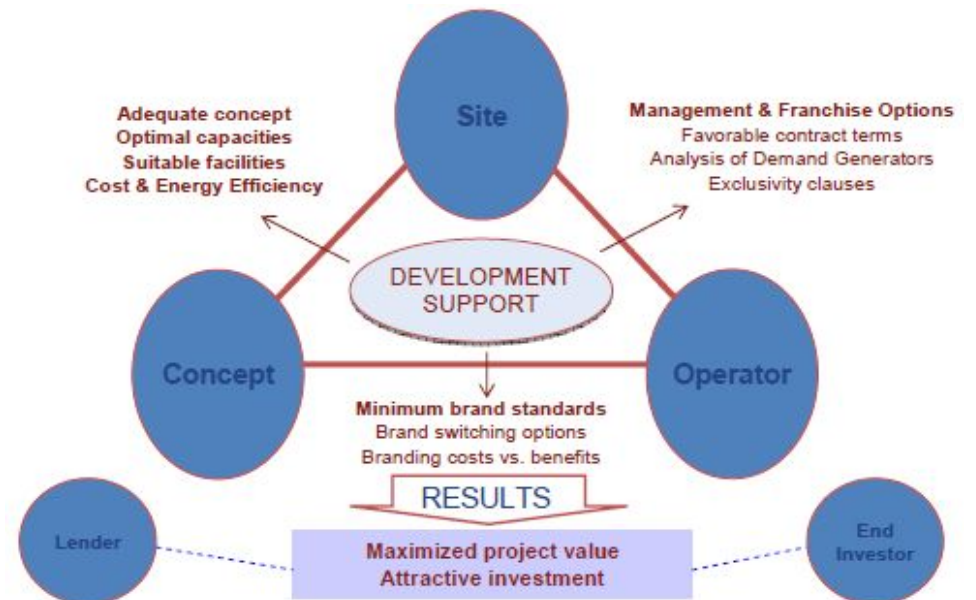 Site
Adequate concept
Optimal capacities
Suitable facilities
Cost & Energy Efficiency
Management & Franchise Options
Favorable contract terms
Analysis of Demand Generators
Exclusivity clauses
DEVELOPMENT
SUPPORT
Concept
Operator
Minimum brand standards
Brand switching options
Branding costs vs. benefits
RESULTS
Lender
Maximized project value
Attractive investment
End
Investor